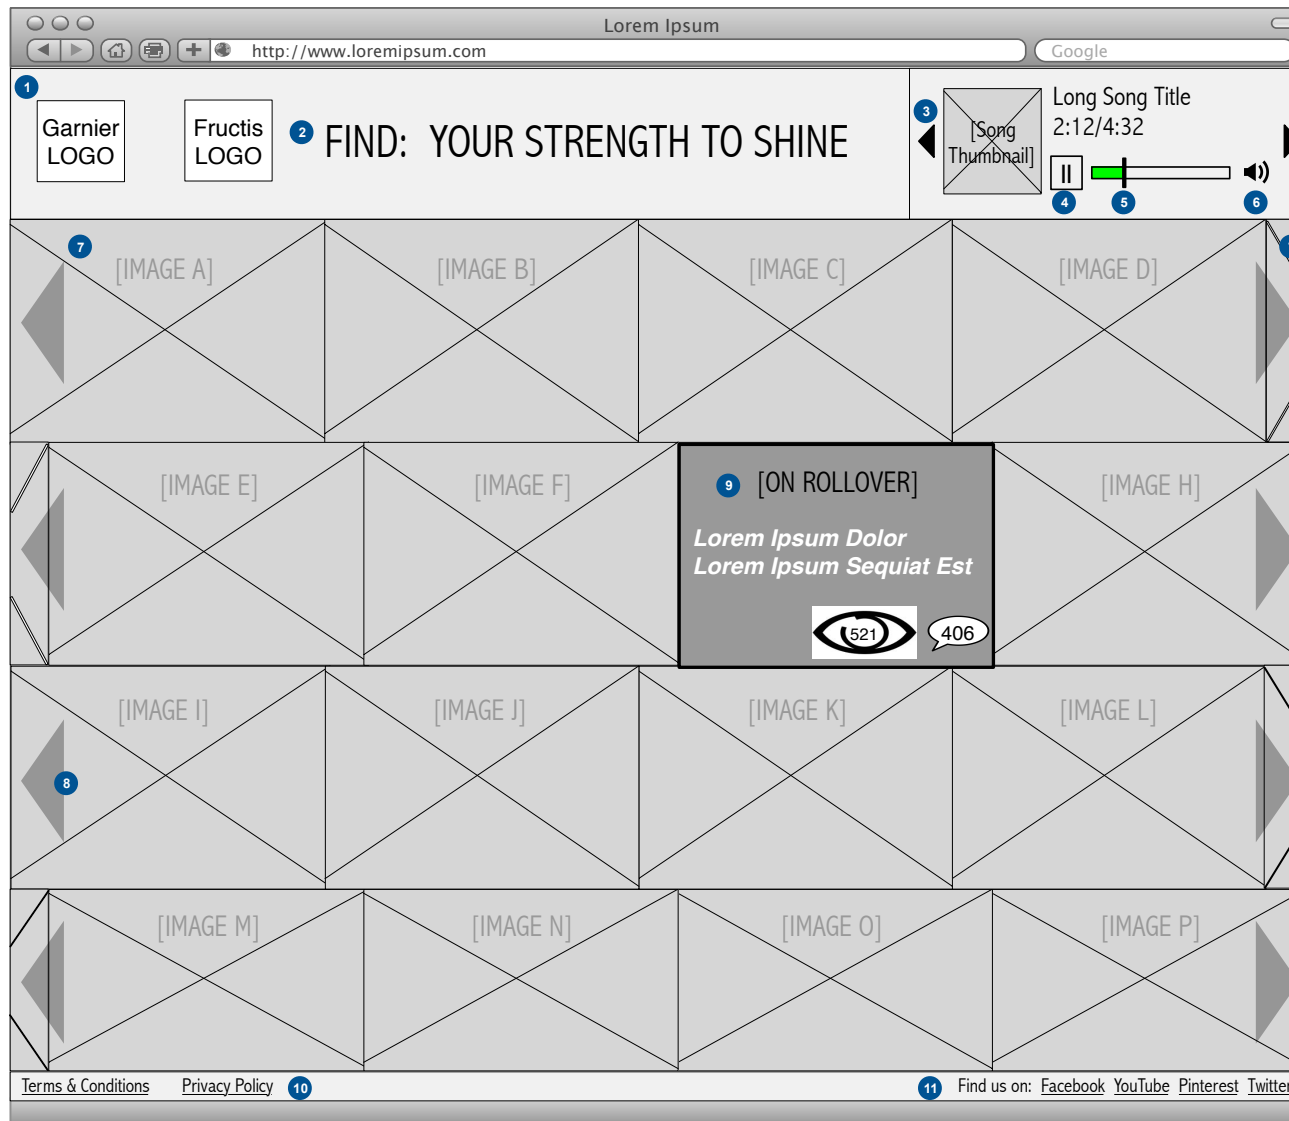 Lorem Ipsum
http://www.loremipsum.com
Google
1
Garnier
LOGO
Fructis
LOGO
2
FIND: YOUR STRENGTH TO SHINE
3
[Song
Thumbnail]
Long Song Title
2:12/4:32
4
5
6
7
[IMAGE A]
[IMAGE B]
[IMAGE C]
[IMAGE D]
[IMAGE E]
[IMAGE F]
9
[ON ROLLOVER]
Lorem Ipsum Dolor
Lorem Ipsum Sequiat Est
521
406
[IMAGE H]
[IMAGE I]
[IMAGE J]
[IMAGE K]
[IMAGE L]
8
[IMAGE M]
[IMAGE N]
[IMAGE O]
[IMAGE P]
Terms & Conditions
Privacy Policy
10
11
Find us on: Facebook YouTube Pinterest Twitter